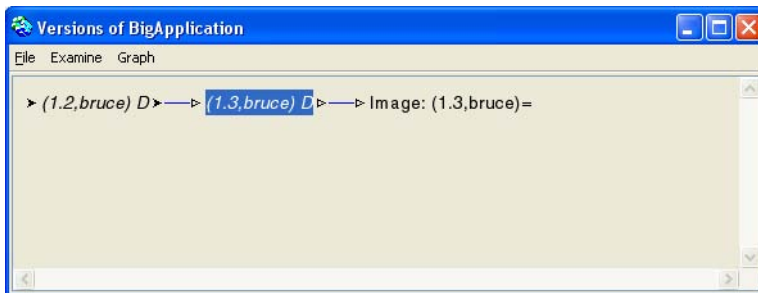 Versions of BigApplication
File Examine Graph
(1.2,bruce) D (1.3,bruce) D Image: (1.3,bruce)=